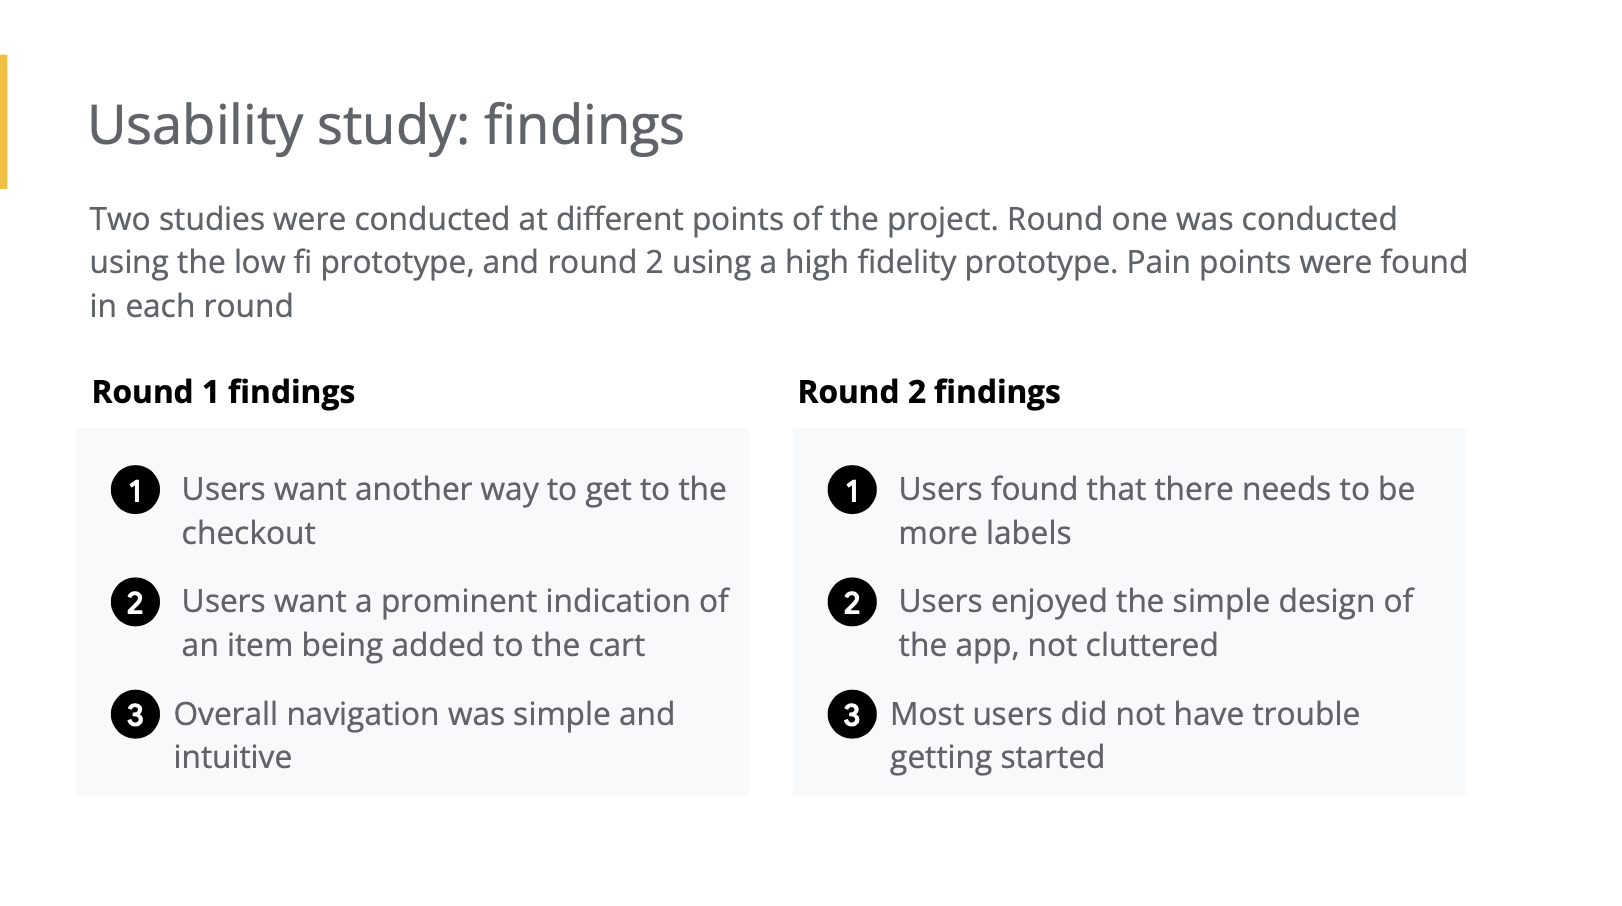 Usability study: findings
Two studies were conducted at different points of the project. Round one was conducted
using the low fi prototype, and round 2 using a high fidelity prototype. Pain points were found
in each round
Round 1 findings
1 Users want another way to get to the
checkout
2 Users want a prominent indication of
an item being added to the cart
3 Overall navigation was simple and
intuitive
Round 2 findings
1 Users found that there needs to be
more labels
2 Users enjoyed the simple design of
the app, not cluttered
3 Most users did not have trouble
getting started